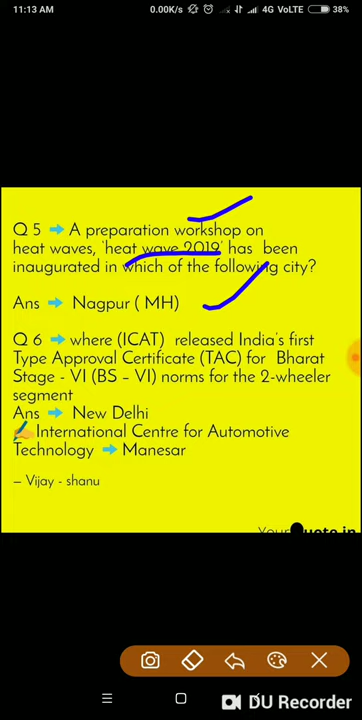 11:13 AM 0.00K/s 4G VoLTE 38%
Q 5 ➡ A preparation workshop on
heat waves, 'heat wave 2019' has been
inaugurated in which of the following city?
Ans ➡ Nagpur ( MH)
Q 6 ➡ where (ICAT) released India's first
Type Approval Certificate (TAC) for Bharat
Stage - VI (BS – VI) norms for the 2-wheeler
segment
Ans ➡ New Delhi
✍International Centre for Automotive
Technology ➡ Manesar
– Vijay - shanu
DU Recorder